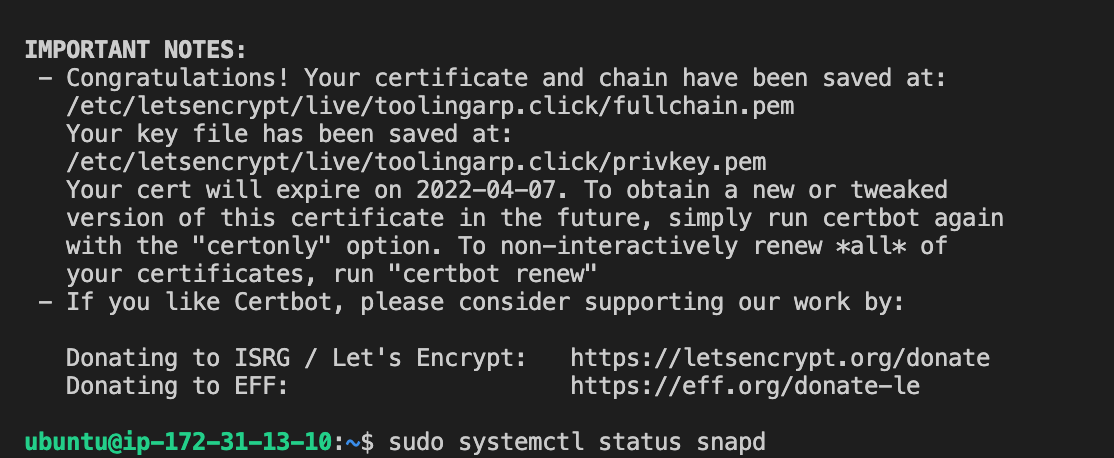 IMPORTANT NOTES:
- Congratulations! Your certificate and chain have been saved at:
/etc/letsencrypt/live/toolingarp.click/fullchain.pem
Your key file has been saved at:
/etc/letsencrypt/live/toolingarp.click/privkey.pem
Your cert will expire on 2022-04-07. To obtain a new or tweaked
version of this certificate in the future, simply run certbot again
with the "certonly" option. To non-interactively renew *all* of
your certificates, run "certbot renew"
- If you like Certbot, please consider supporting our work by:
Donating to ISRG / Let's Encrypt:   https://letsencrypt.org/donate
Donating to EFF:                    https://eff.org/donate-le
ubuntu@ip-172-31-13-10:~$ sudo systemctl status snapd